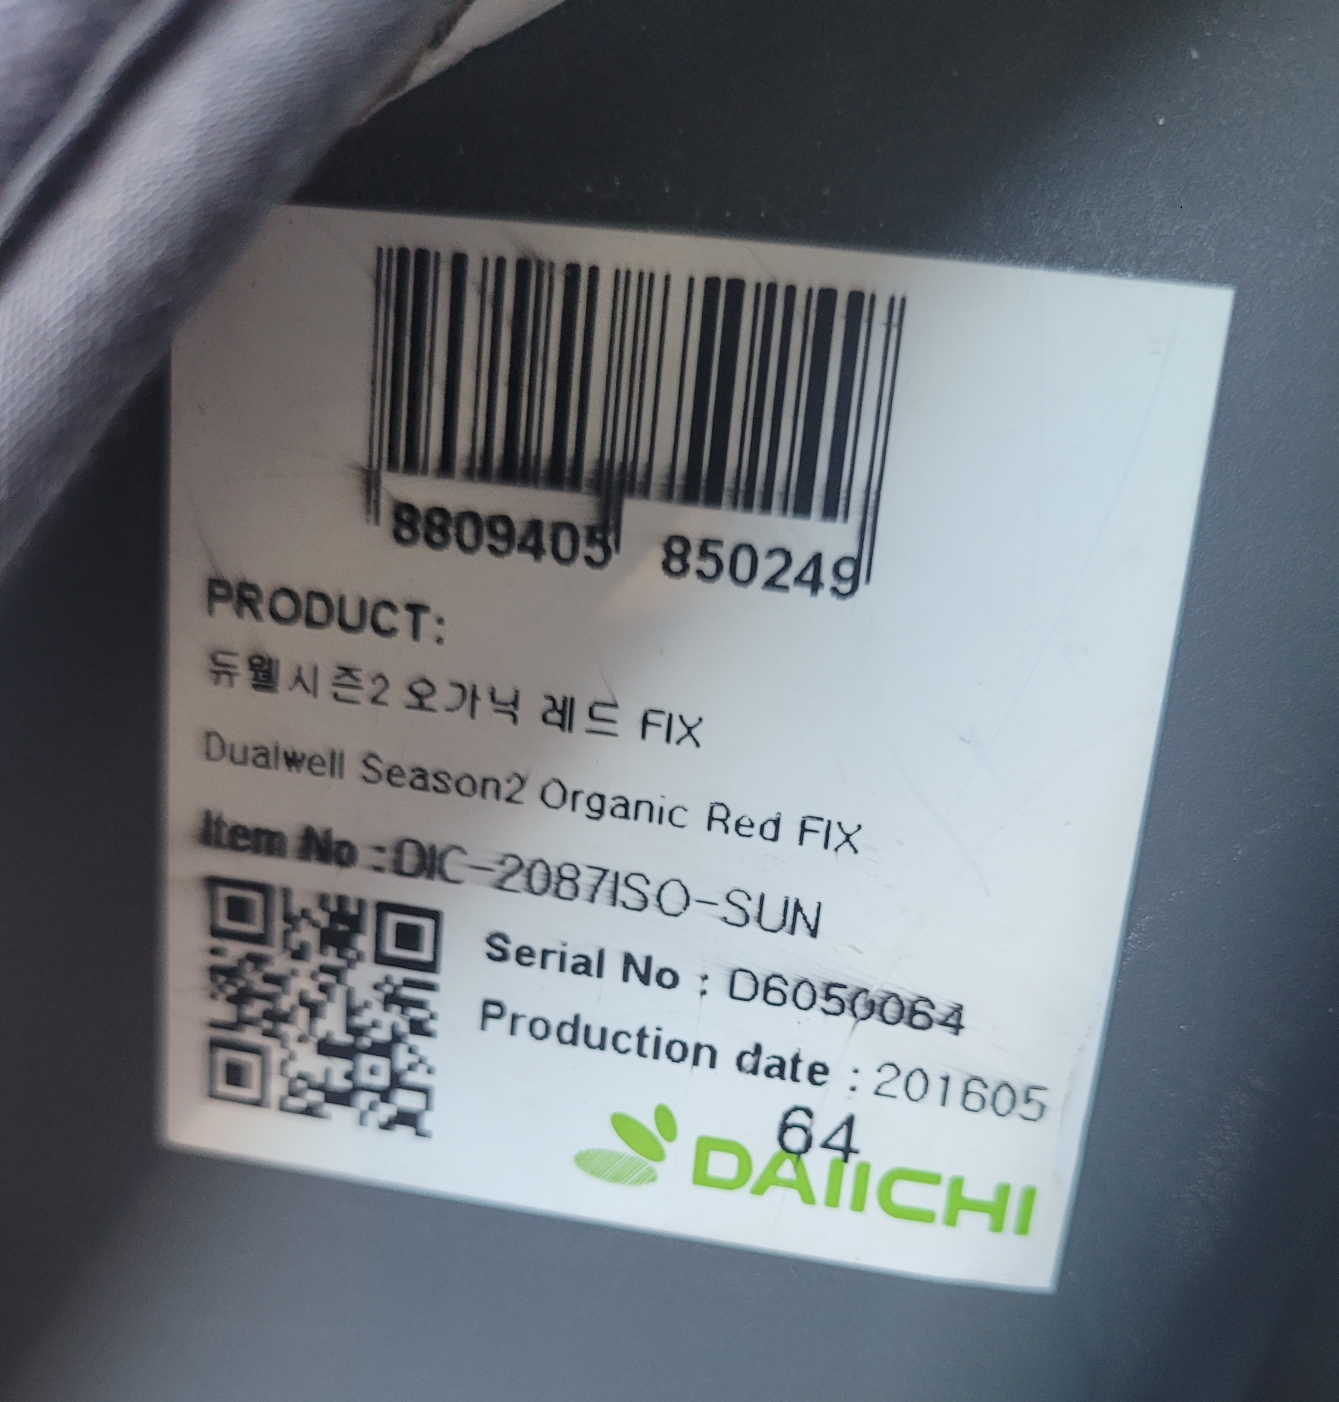 8809405 850249
PRODUCT:
듀웰시즌2 오가닉 레드 FIX
Dualwell Season2 Organic Red FIX
Item No :DIC-2087ISO-SUN
Serial No : D6050064
Production date : 201605
64
DAIICHI